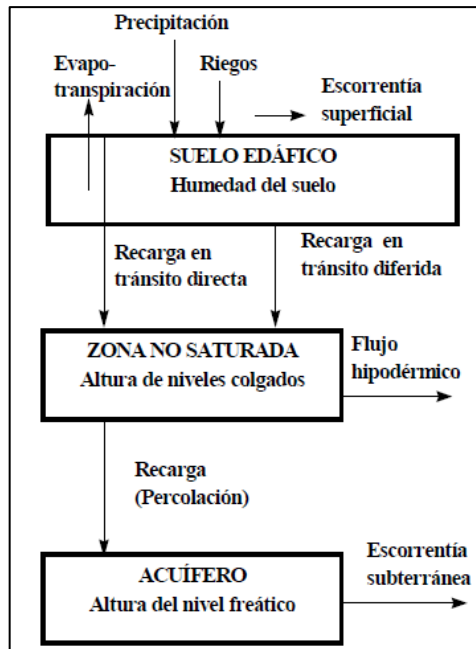 Precipitación
Evapo-
transpiración
Riegos
Escorrentía
superficial
SUELO EDÁFICO
Humedad del suelo
Recarga en
tránsito directa
Recarga en
tránsito diferida
ZONA NO SATURADA
Altura de niveles colgados
Flujo
hipodérmico
Recarga
(Percolación)
ACUÍFERO
Altura del nivel freático
Escorrentía
subterránea